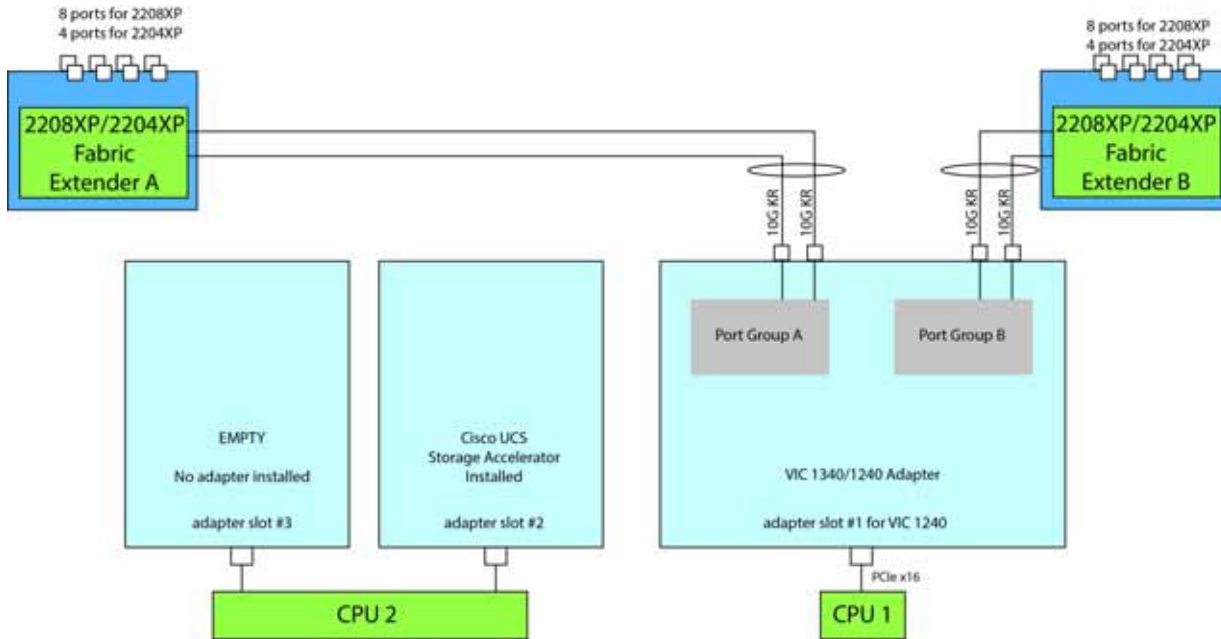 8 ports for 2208XP
4 ports for 2204XP
8 ports for 2208XP
4 ports for 2204XP
2208XP/2204XP
Fabric
Extender A
2208XP/2204XP
Fabric
Extender B
10G KR
10G KR
10G KR
10G KR
Port Group A
Port Group B
EMPTY
No adapter installed
adapter slot #3
Cisco UCS
Storage Accelerator
Installed
adapter slot #2
VIC 1340/1240 Adapter
adapter slot #1 for VIC 1240
PCIe x16
CPU 2
CPU 1